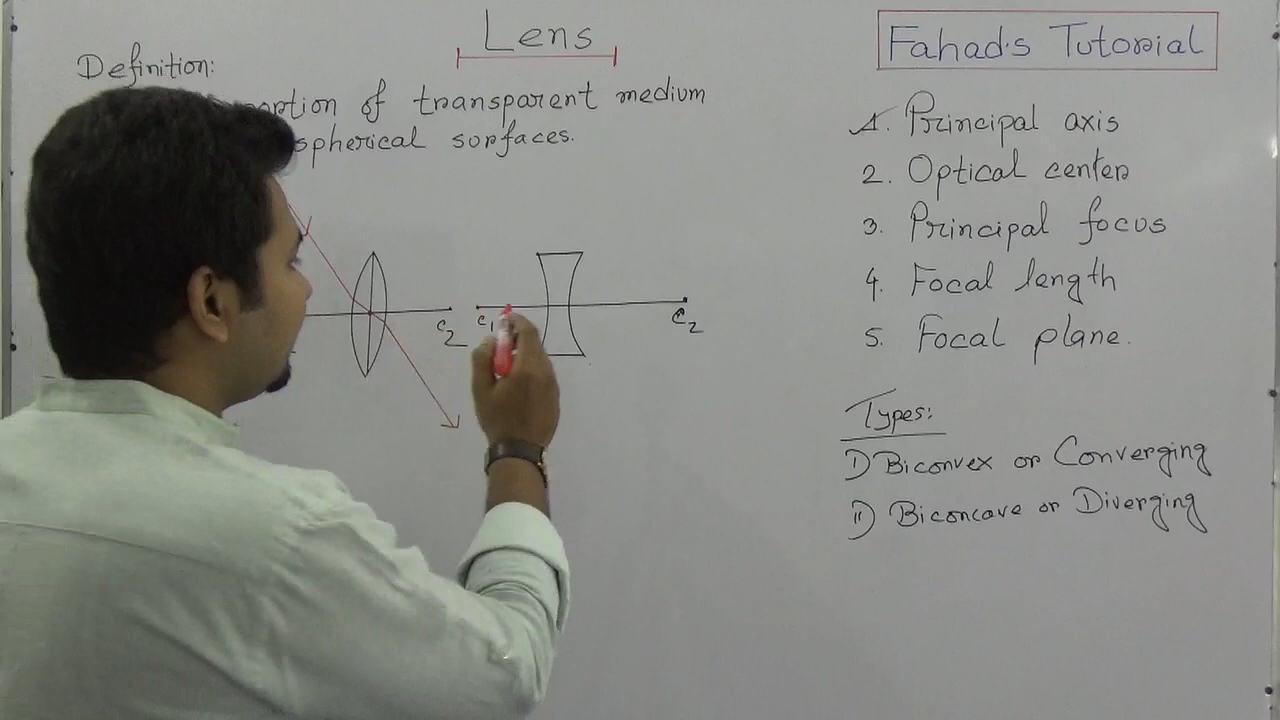 Lens
Definition:
portion of transparent medium
spherical surfaces.
C2
C1
C2
Fahad's Tutorial
1. Principal axis
2. Optical center
3. Principal focus
4. Focal length
5. Focal plane.
Types:
I) Biconvex or Converging
II) Biconcave or Diverging